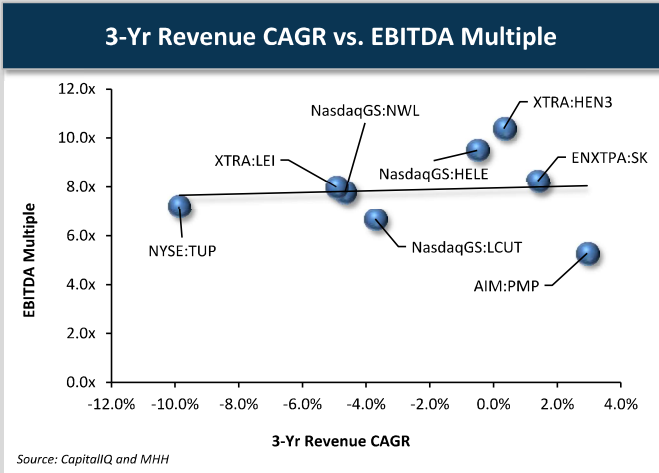 3-Yr Revenue CAGR vs. EBITDA Multiple
12.0x
10.0x
8.0x
6.0x
4.0x
2.0x
0.0x
EBITDA Multiple
NasdaqGS:NWL
XTRA:HEN3
XTRA:LEI
NasdaqGS:HELE
ENXTPA:SK
NYSE:TUP
NasdaqGS:LCUT
AIM:PMP
-12.0% -10.0% -8.0% -6.0% -4.0% -2.0% 0.0% 2.0% 4.0%
3-Yr Revenue CAGR
Source: CapitalIQ and MHH